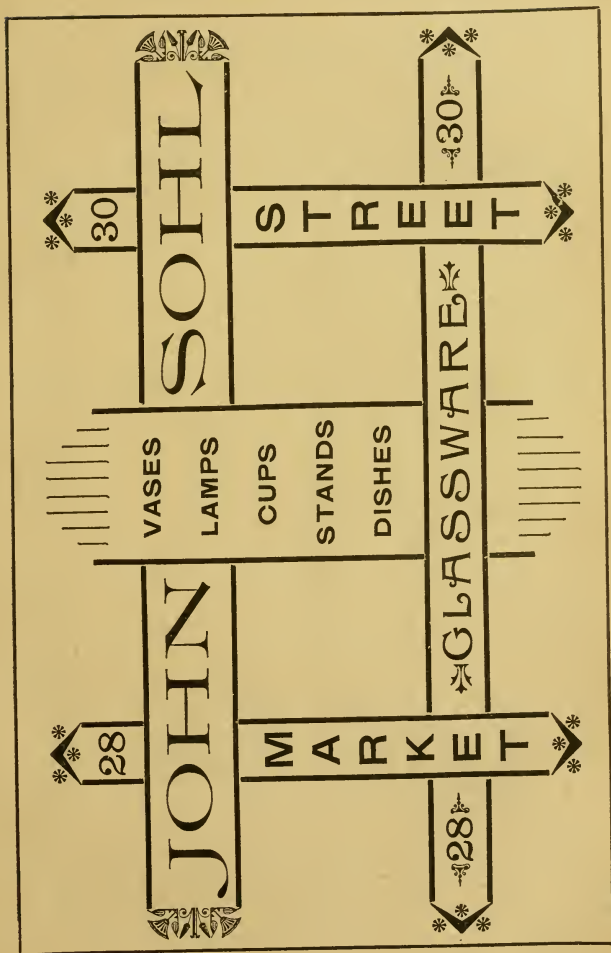 28
30
JOHN SOHL
VASES
LAMPS
CUPS
STANDS
DISHES
MARKET
STREET
28 GLASSWARE 30